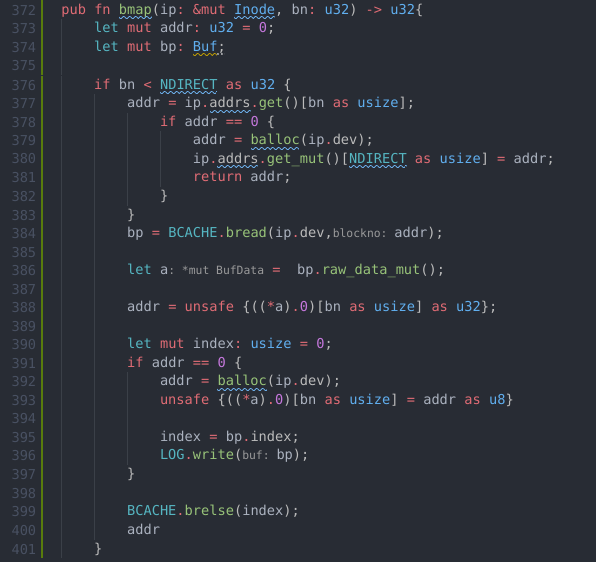 372 pub fn bmap(ip: &mut Inode, bn: u32) -> u32{
373 let mut addr: u32 = 0;
374 let mut bp: Buf;
375
376 if bn < NDIRECT as u32 {
377 addr = ip.addrs.get()[bn as usize];
378 if addr == 0 {
379 addr = balloc(ip.dev);
380 ip.addrs.get_mut()[NDIRECT as usize] = addr;
381 return addr;
382 }
383 }
384 bp = BCACHE.bread(ip.dev,blockno: addr);
385
386 let a: *mut BufData = bp.raw_data_mut();
387
388 addr = unsafe {((*a).0)[bn as usize] as u32};
389
390 let mut index: usize = 0;
391 if addr == 0 {
392 addr = balloc(ip.dev);
393 unsafe {((*a).0)[bn as usize] = addr as u8}
394
395 index = bp.index;
396 LOG.write(buf: bp);
397 }
398
399 BCACHE.brelse(index);
400 addr
401 }